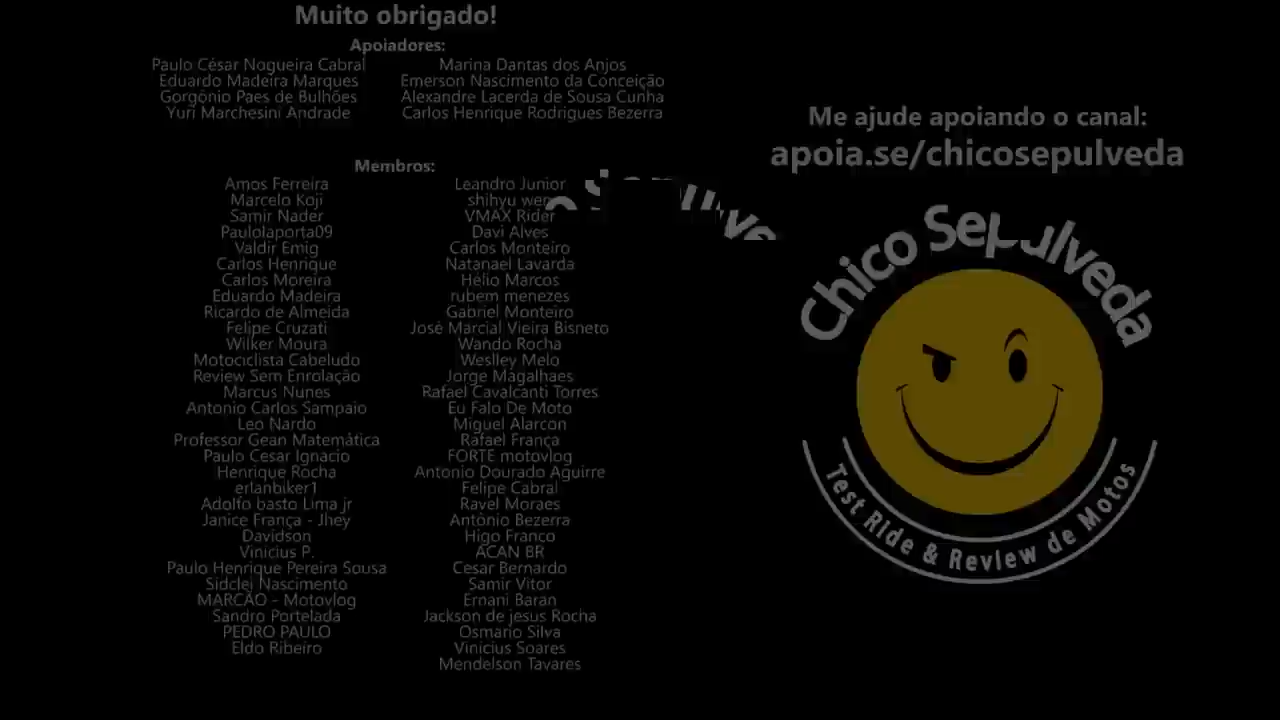 Muito obrigado!
Apoiadores:
Paulo César Nogueira Cabral
Eduardo Madeira Marques
Gorgônio Paes de Bulhões
Yuri Marchesini Andrade
Marina Dantas dos Anjos
Emerson Nascimento da Conceição
Alexandre Lacerda de Sousa Cunha
Carlos Henrique Rodrigues Bezerra
Membros:
Amos Ferreira
Marcelo Koji
Samir Nader
Paulolaporta09
Valdir Emig
Carlos Henrique
Carlos Moreira
Eduardo Madeira
Ricardo de Almeida
Felipe Cruzati
Wilker Moura
Motociclista Cabeludo
Review Sem Enrolação
Marcus Nunes
Antonio Carlos Sampaio
Leo Nardo
Professor Gean Matemática
Paulo Cesar Ignacio
Henrique Rocha
erlanbiker1
Adolfo basto Lima jr
Janice França - Jhey
Davidson
Vinicius P.
Paulo Henrique Pereira Sousa
Sidclei Nascimento
MARCÃO - Motovlog
Sandro Portelada
PEDRO PAULO
Eldo Ribeiro
Leandro Junior
shihyu wen
VMAX Rider
Davi Alves
Carlos Monteiro
Natanael Lavarda
Hélio Marcos
rubem menezes
Gabriel Monteiro
José Marcial Vieira Bisneto
Wando Rocha
Weslley Melo
Jorge Magalhaes
Rafael Cavalcanti Torres
Eu Falo De Moto
Miguel Alarcon
Rafael França
FORTE motovlog
Antonio Dourado Aguirre
Felipe Cabral
Ravel Moraes
Antônio Bezerra
Higo Franco
ACAN BR
Cesar Bernardo
Samir Vitor
Ernani Baran
Jackson de jesus Rocha
Osmario Silva
Vinicius Soares
Mendelson Tavares
Me ajude apoiando o canal:
apoia.se/chicosepulveda
Chico Sepulveda
Test Ride & Review de Motos